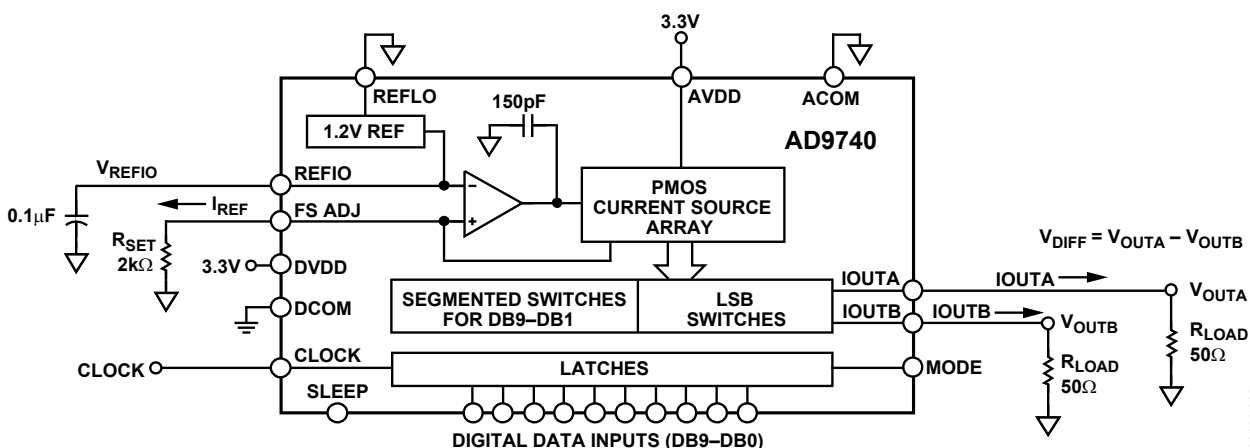 3.3V
REFLO
AVDD
ACOM
150pF
1.2V REF
AD9740
VREFIO
REFIO
PMOS
CURRENT SOURCE
ARRAY
0.1µF
IREF
FS ADJ
RSET
2kΩ
3.3V
DVDD
VDIFF = VOUTA – VOUTB
DCOM
SEGMENTED SWITCHES
FOR DB9–DB1
LSB
SWITCHES
IOUTA
IOUTA
VOUTA
IOUTB
IOUTB
VOUTB
RLOAD
50Ω
RLOAD
50Ω
CLOCK
CLOCK
LATCHES
MODE
SLEEP
DIGITAL DATA INPUTS (DB9–DB0)